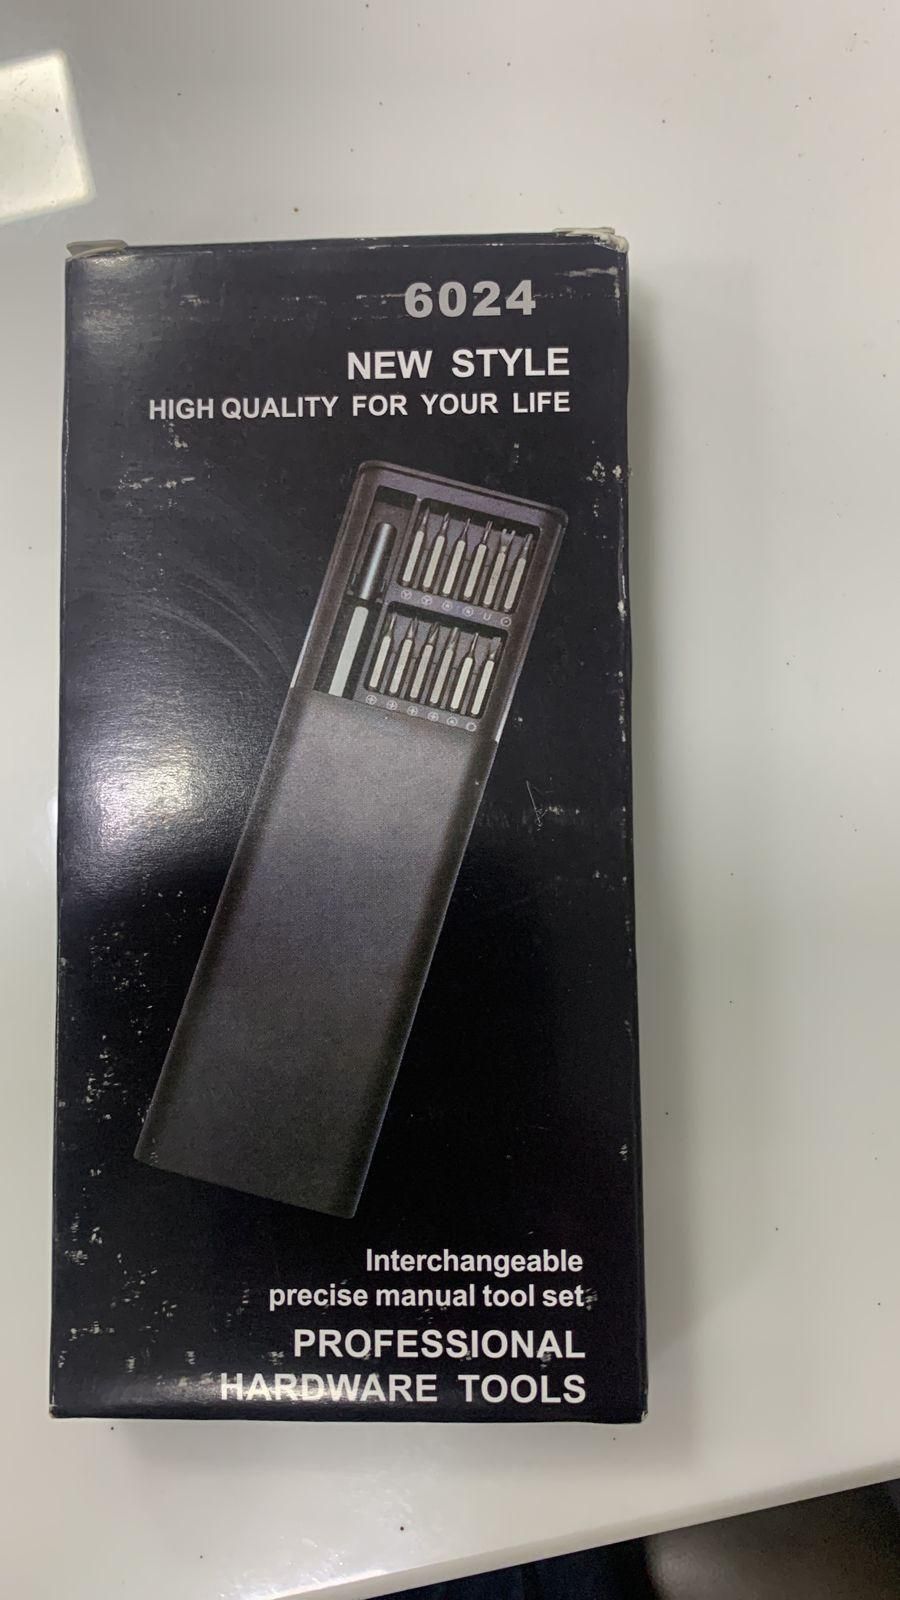 6024
NEW STYLE
HIGH QUALITY FOR YOUR LIFE
Interchangeable
precise manual tool set
PROFESSIONAL
HARDWARE TOOLS